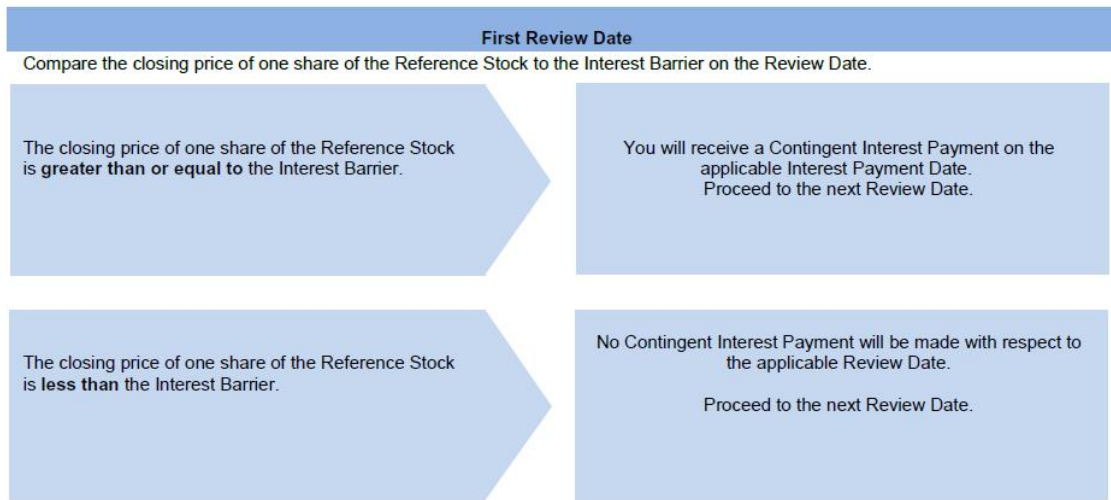 First Review Date
Compare the closing price of one share of the Reference Stock to the Interest Barrier on the Review Date.
The closing price of one share of the Reference Stock
is greater than or equal to the Interest Barrier.
You will receive a Contingent Interest Payment on the
applicable Interest Payment Date.
Proceed to the next Review Date.
The closing price of one share of the Reference Stock
is less than the Interest Barrier.
No Contingent Interest Payment will be made with respect to
the applicable Review Date.
Proceed to the next Review Date.